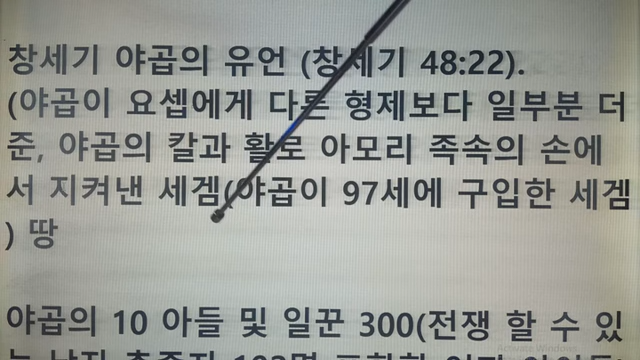 창세기 야곱의 유언 (창세기 48:22).
(야곱이 요셉에게 다른 형제보다 일부분 더
준, 야곱의 칼과 활로 아모리 족속의 손에
서 지켜낸 세겜(야곱이 97세에 구입한 세겜
) 땅
야곱의 10 아들 및 일꾼 300(전쟁 할 수 있
Activate Windows